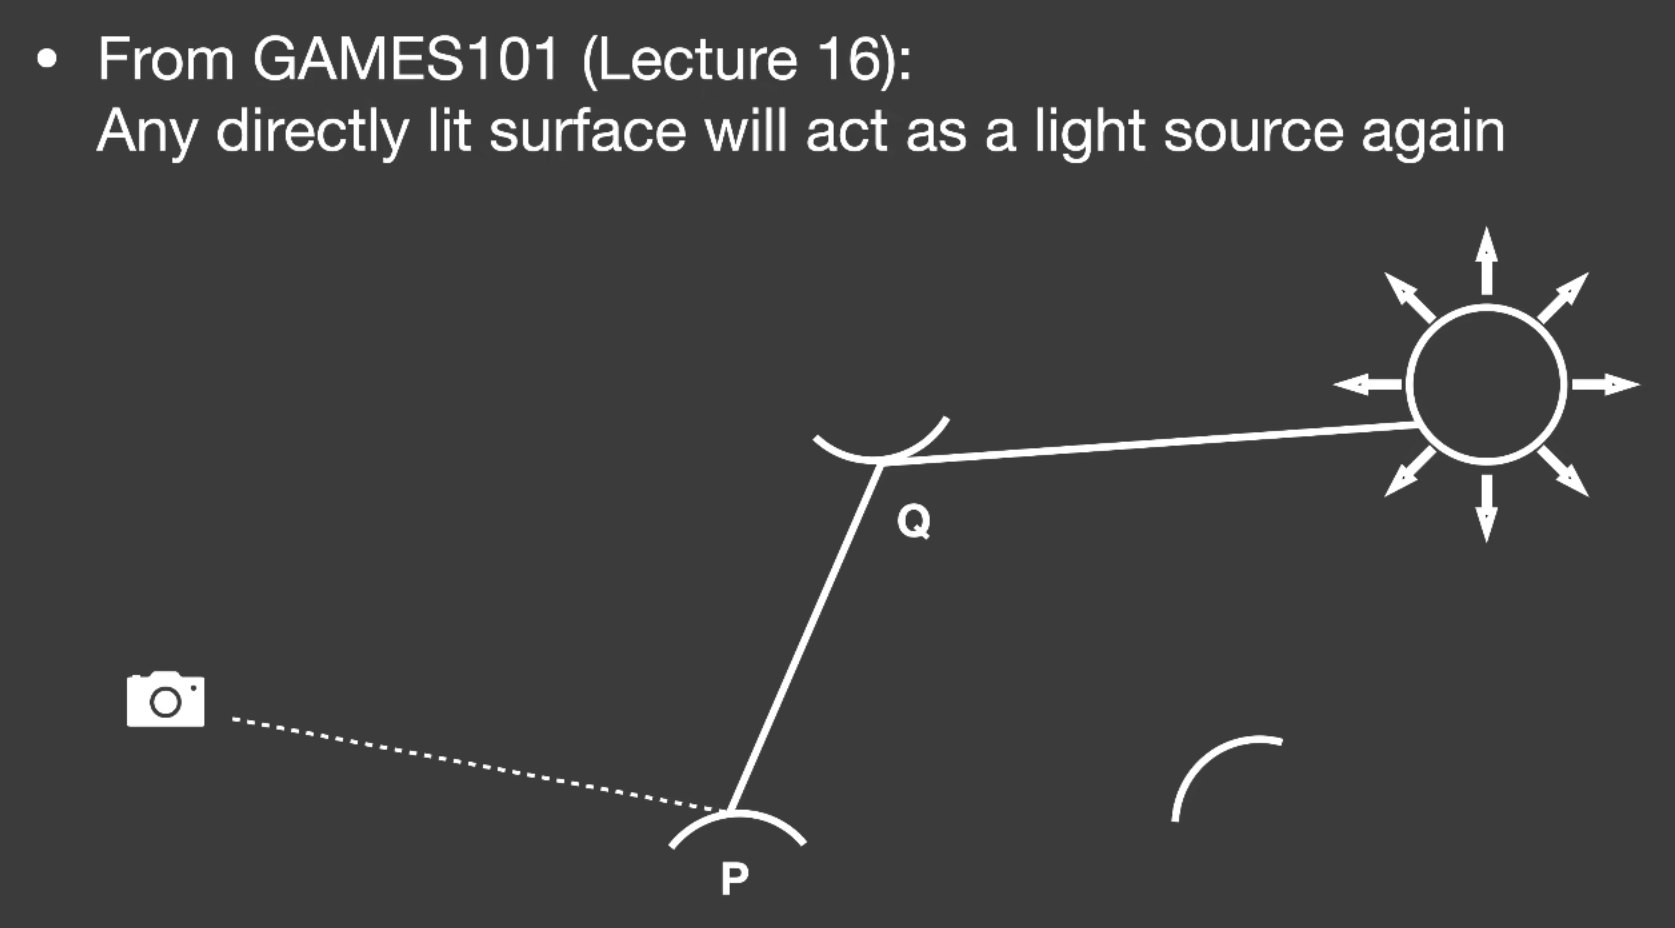 • From GAMES101 (Lecture 16):
Any directly lit surface will act as a light source again
Q
P